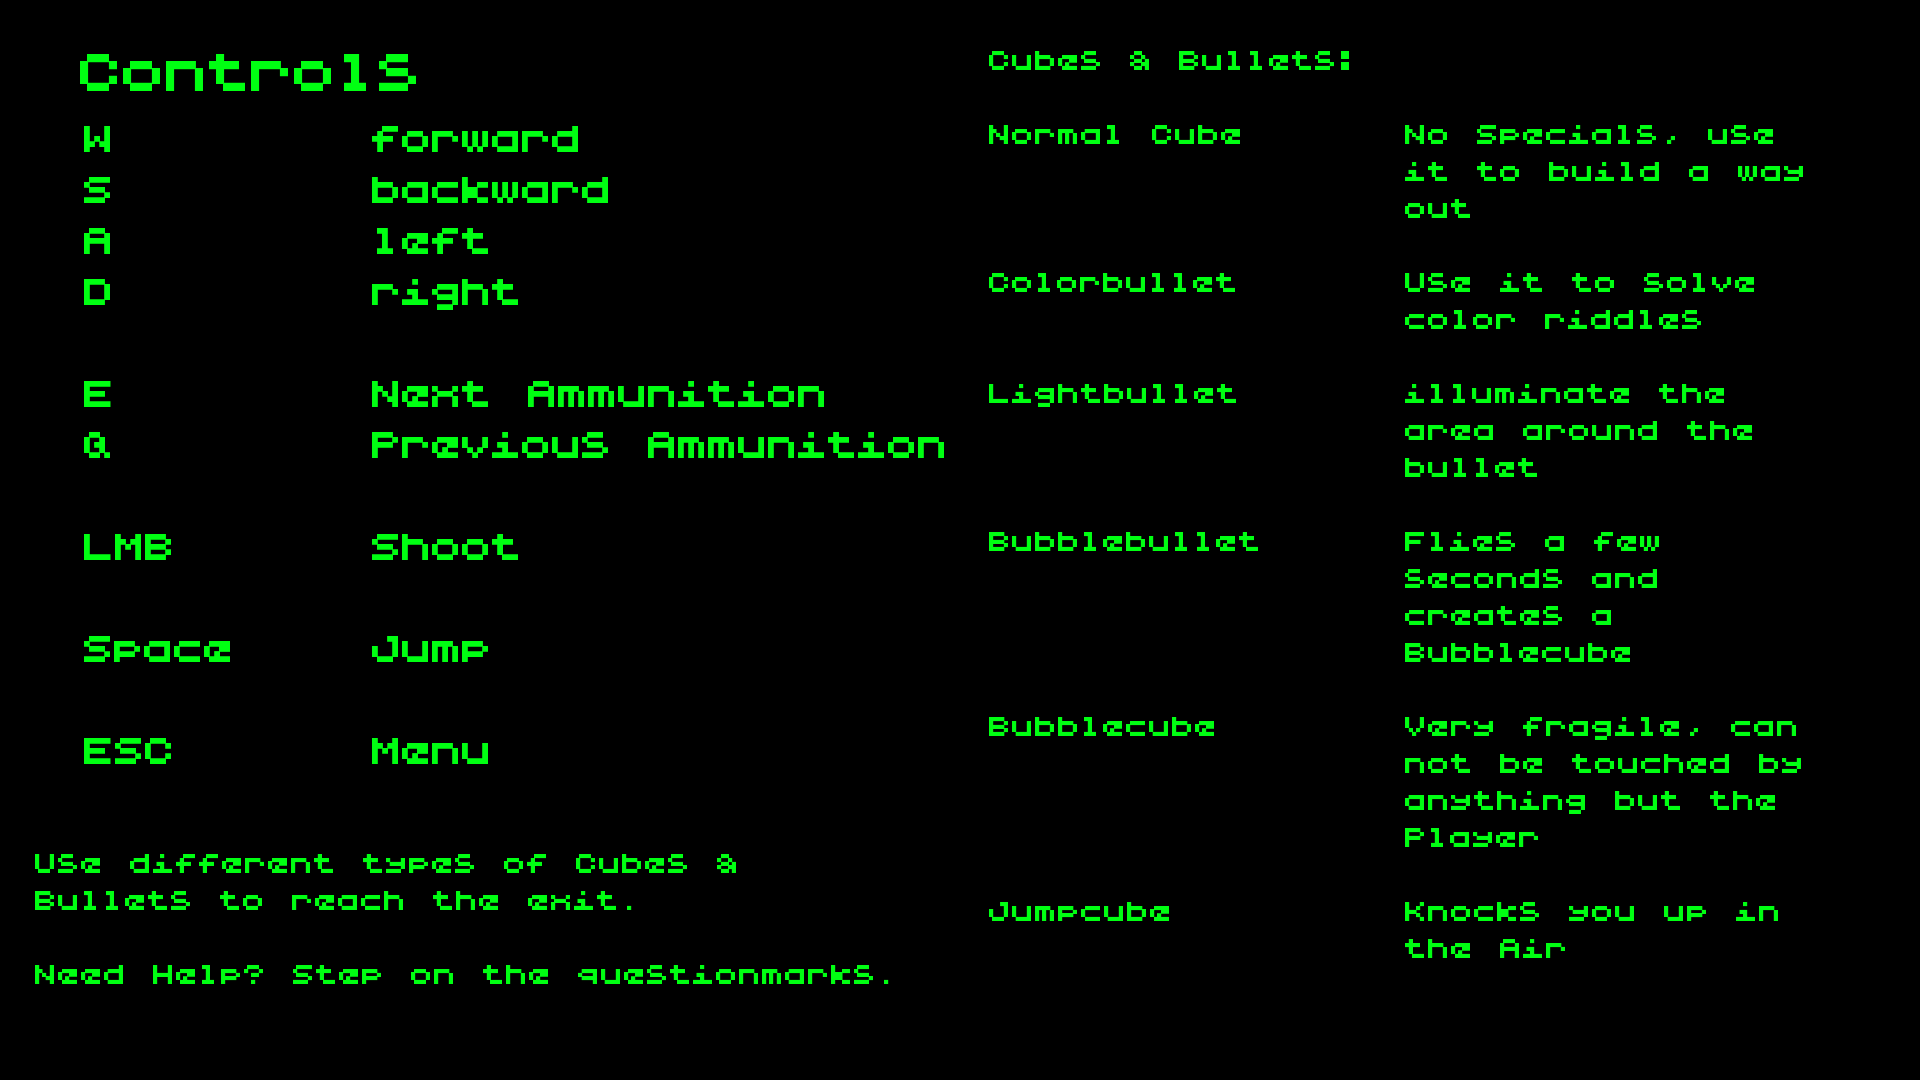 Controls
W forward
S backward
A left
D right
E Next Ammunition
Q Previous Ammunition
LMB Shoot
Space Jump
ESC Menu
Use different types of Cubes &
Bullets to reach the exit.
Need Help? Step on the questionmarks.
Cubes & Bullets:
Normal Cube No Specials, use
it to build a way
out
Colorbullet Use it to solve
color riddles
Lightbullet illuminate the
area around the
bullet
Bubblebullet Flies a few
seconds and
creates a
Bubblecube
Bubblecube Very fragile, can
not be touched by
anything but the
Player
Jumpcube Knocks you up in
the Air